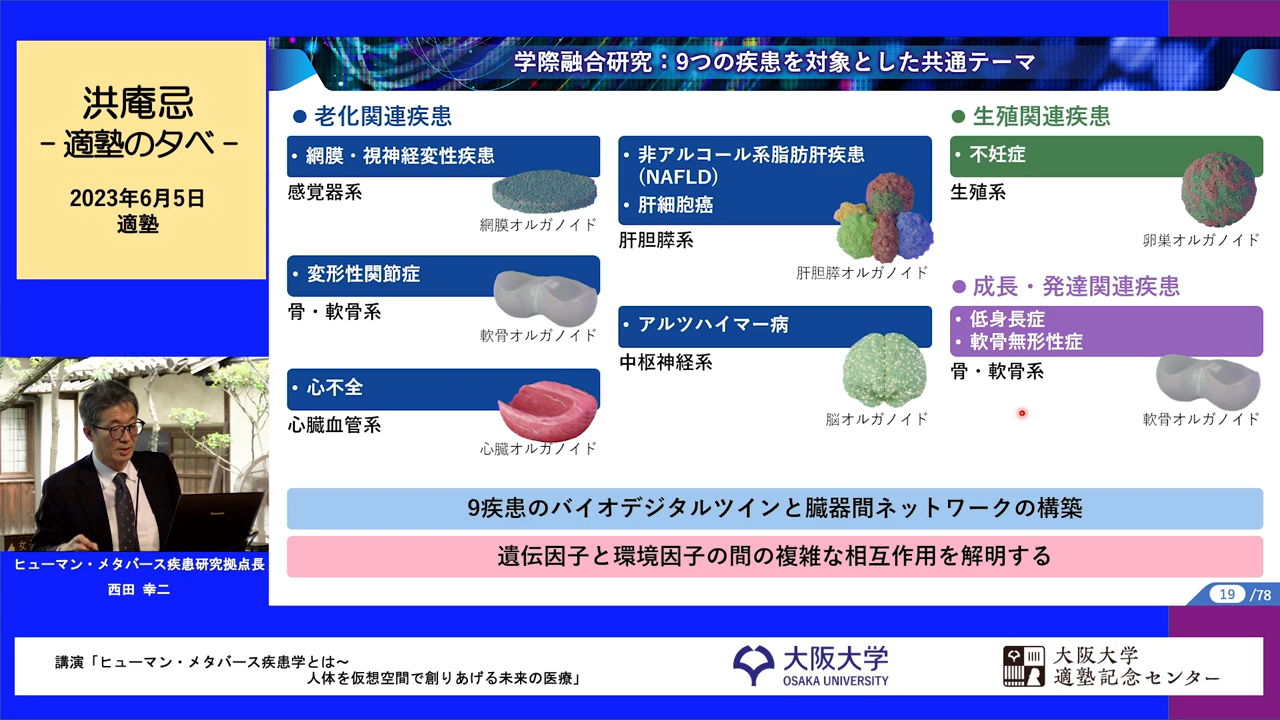 洪庵忌
– 適塾の夕べ –
2023年6月5日
適塾
学際融合研究：9つの疾患を対象とした共通テーマ
● 老化関連疾患
・ 網膜・視神経変性疾患
感覚器系
網膜オルガノイド
・ 変形性関節症
骨・軟骨系
軟骨オルガノイド
・ 心不全
心臓血管系
心臓オルガノイド
・ 非アルコール系脂肪肝疾患
（NAFLD）
・ 肝細胞癌
肝胆膵系
肝胆膵オルガノイド
・ アルツハイマー病
中枢神経系
脳オルガノイド
● 生殖関連疾患
・ 不妊症
生殖系
卵巣オルガノイド
● 成長・発達関連疾患
・ 低身長症
・ 軟骨無形性症
骨・軟骨系
軟骨オルガノイド
9疾患のバイオデジタルツインと臓器間ネットワークの構築
遺伝因子と環境因子の間の複雑な相互作用を解明する
19 /78
ヒューマン・メタバース疾患研究拠点長
西田 幸二
講演「ヒューマン・メタバース疾患学とは〜
人体を仮想空間で創りあげる未来の医療」
大阪大学
OSAKA UNIVERSITY
大阪大学
適塾記念センター